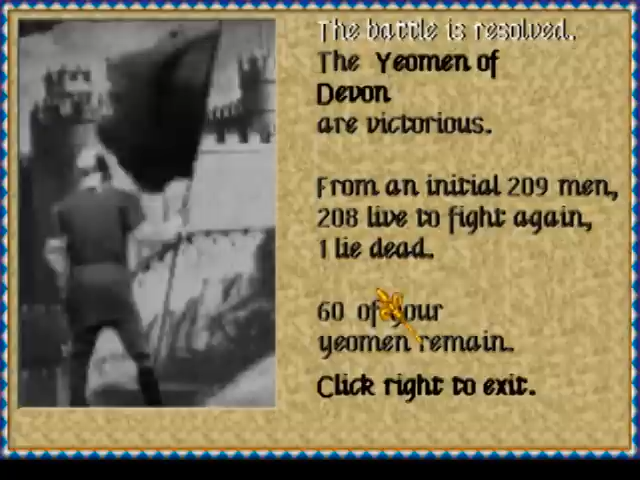 The battle is resolved.
The Yeomen of
Devon
are victorious.
From an initial 209 men,
208 live to fight again,
1 lie dead.
60 of your
yeomen remain.
Click right to exit.